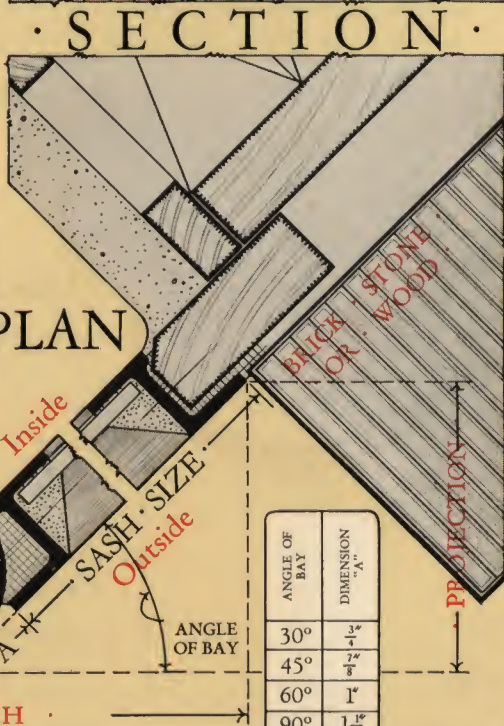 · SECTION ·
PLAN
BRICK · STONE ·
OR · WOOD
Inside
SASH · SIZE ·
Outside
ANGLE
OF BAY
A
H ·
· PROJECTION
ANGLE OF
BAY
DIMENSION
"A"
30° 3/4"
45° 7/8"
60° 1"
90°